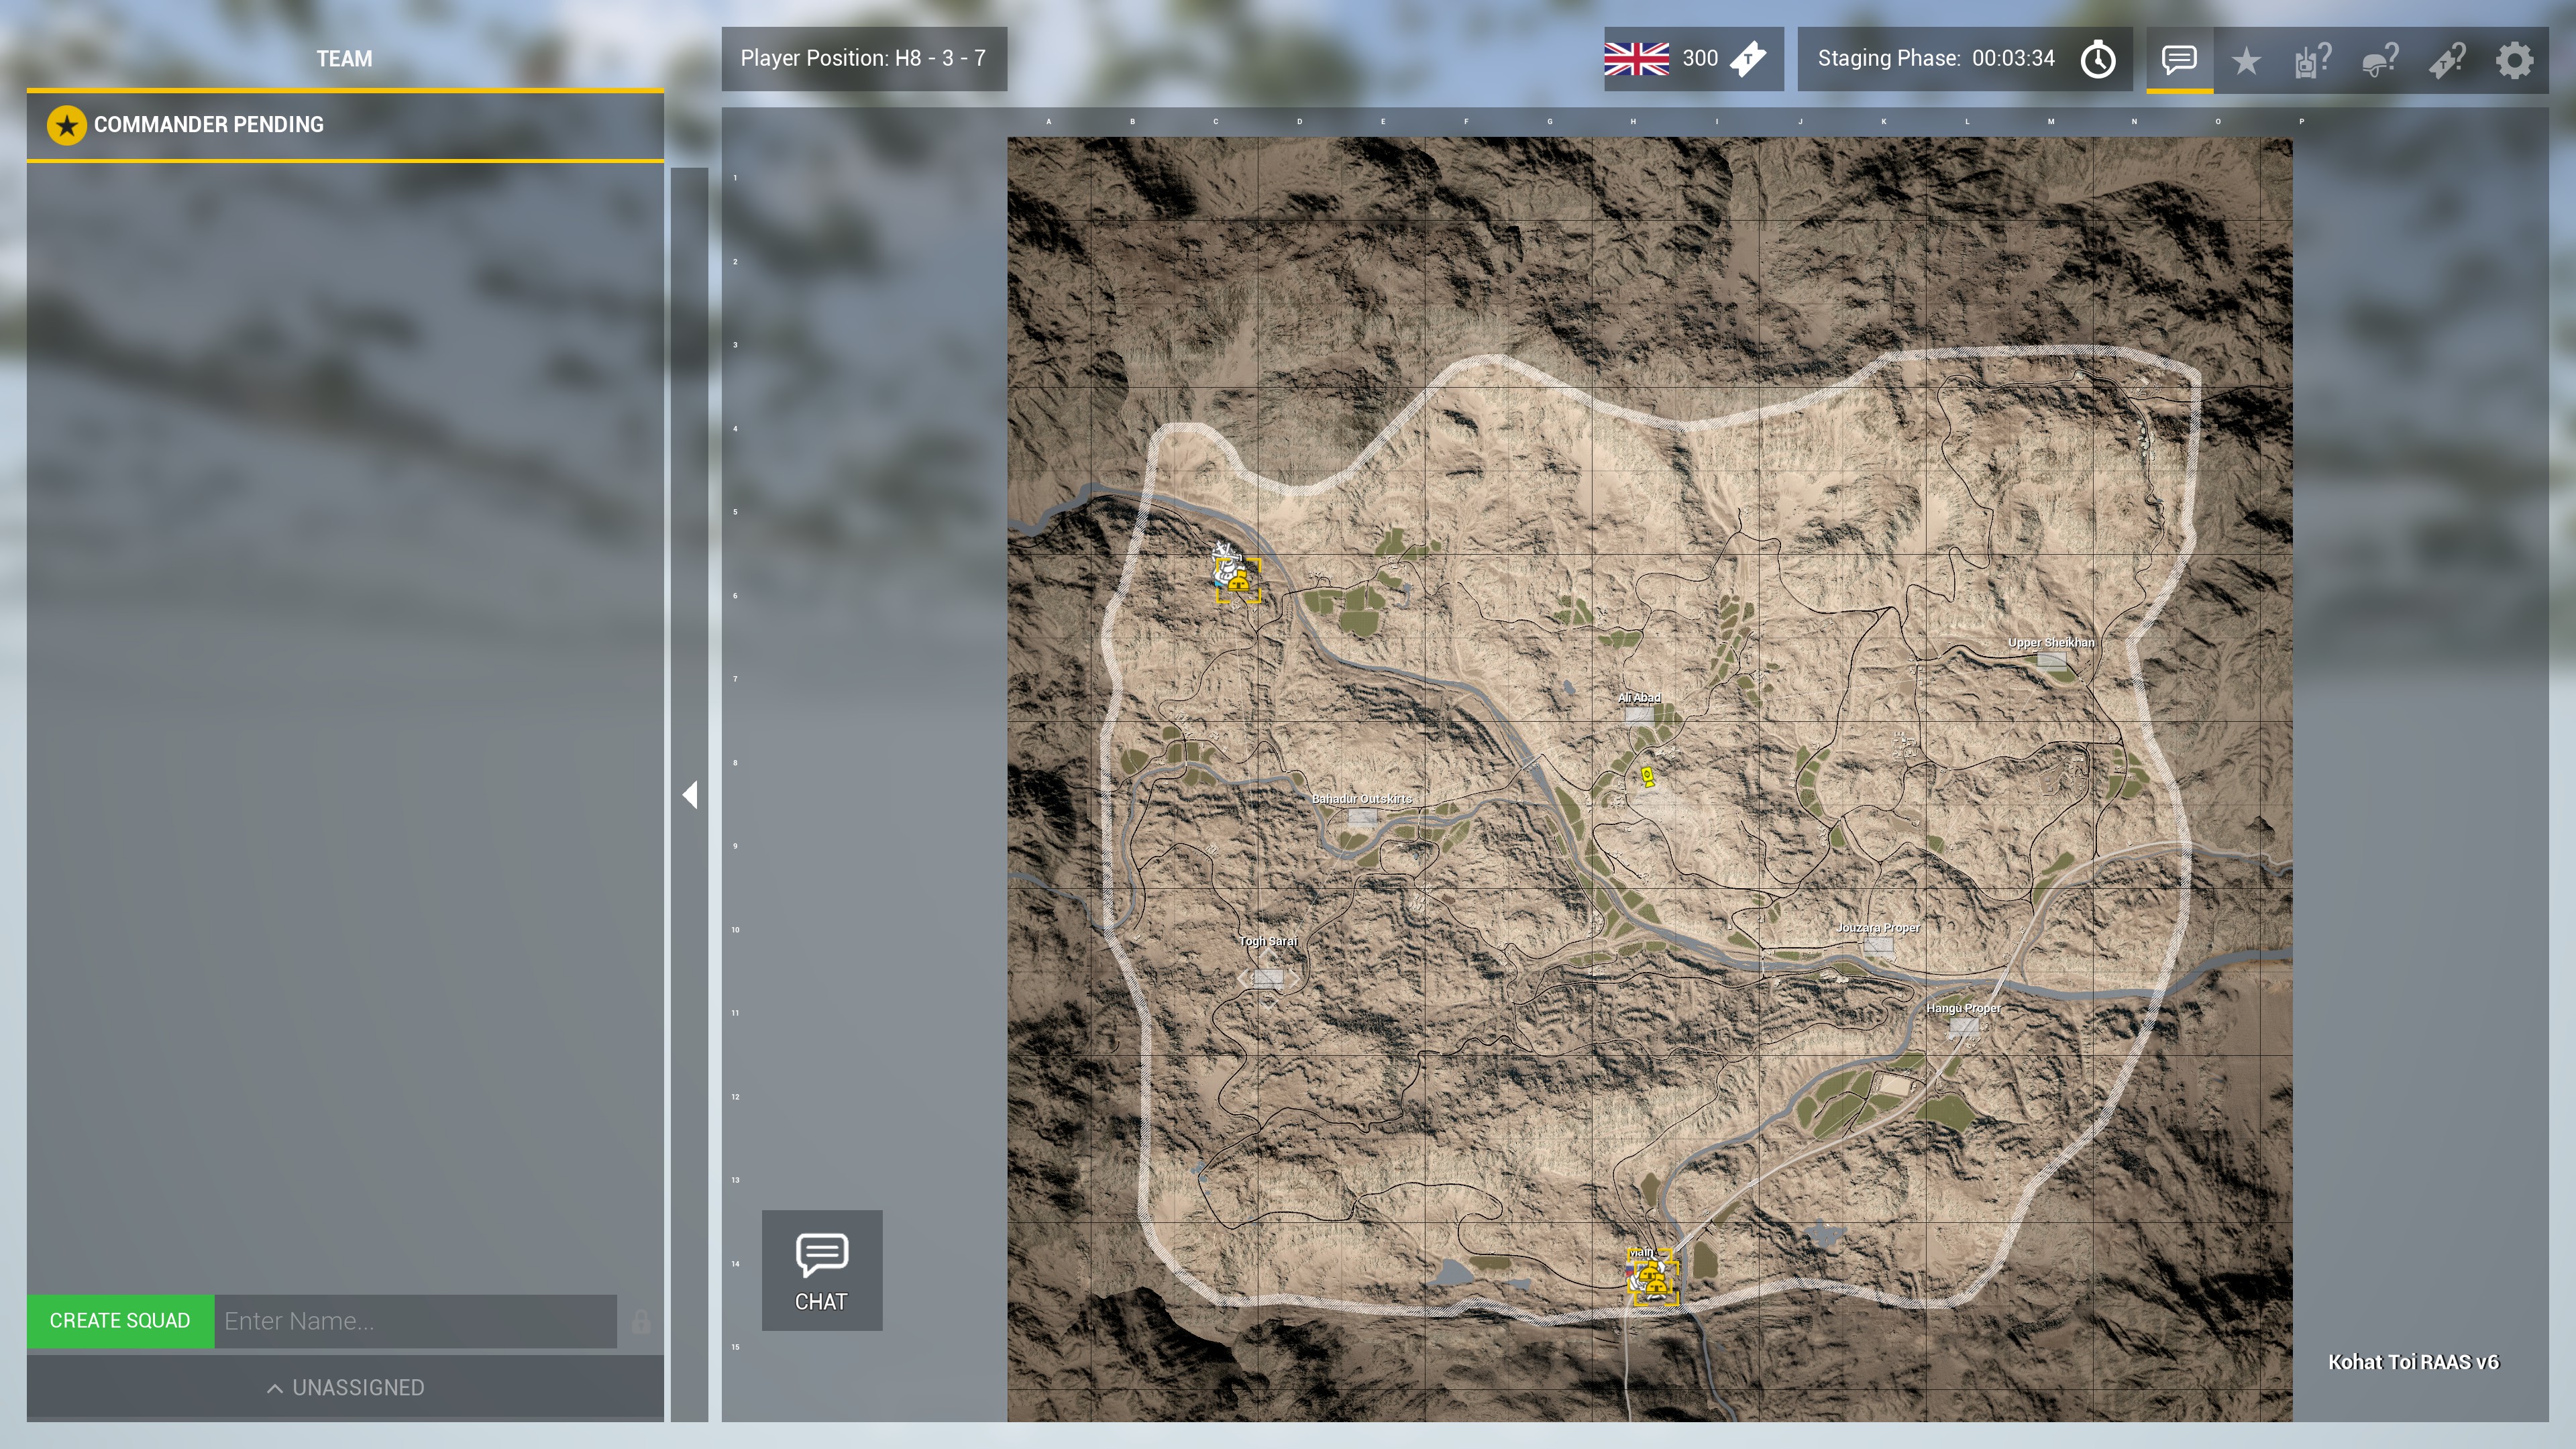 TEAM
Player Position: H8 - 3 - 7
300
T
Staging Phase: 00:03:34
? ? ?
COMMANDER PENDING
A B C D E F G H I J K L M N O P
1
2
3
4
5
6
7
8
9
10
11
12
13
14
15
Upper Sheikhan
Ali Abad
Bahadur Outskirts
Jouzara Proper
Togh Sarai
Hangu Proper
Main
CHAT
CREATE SQUAD
Enter Name...
UNASSIGNED
Kohat Toi RAAS v6